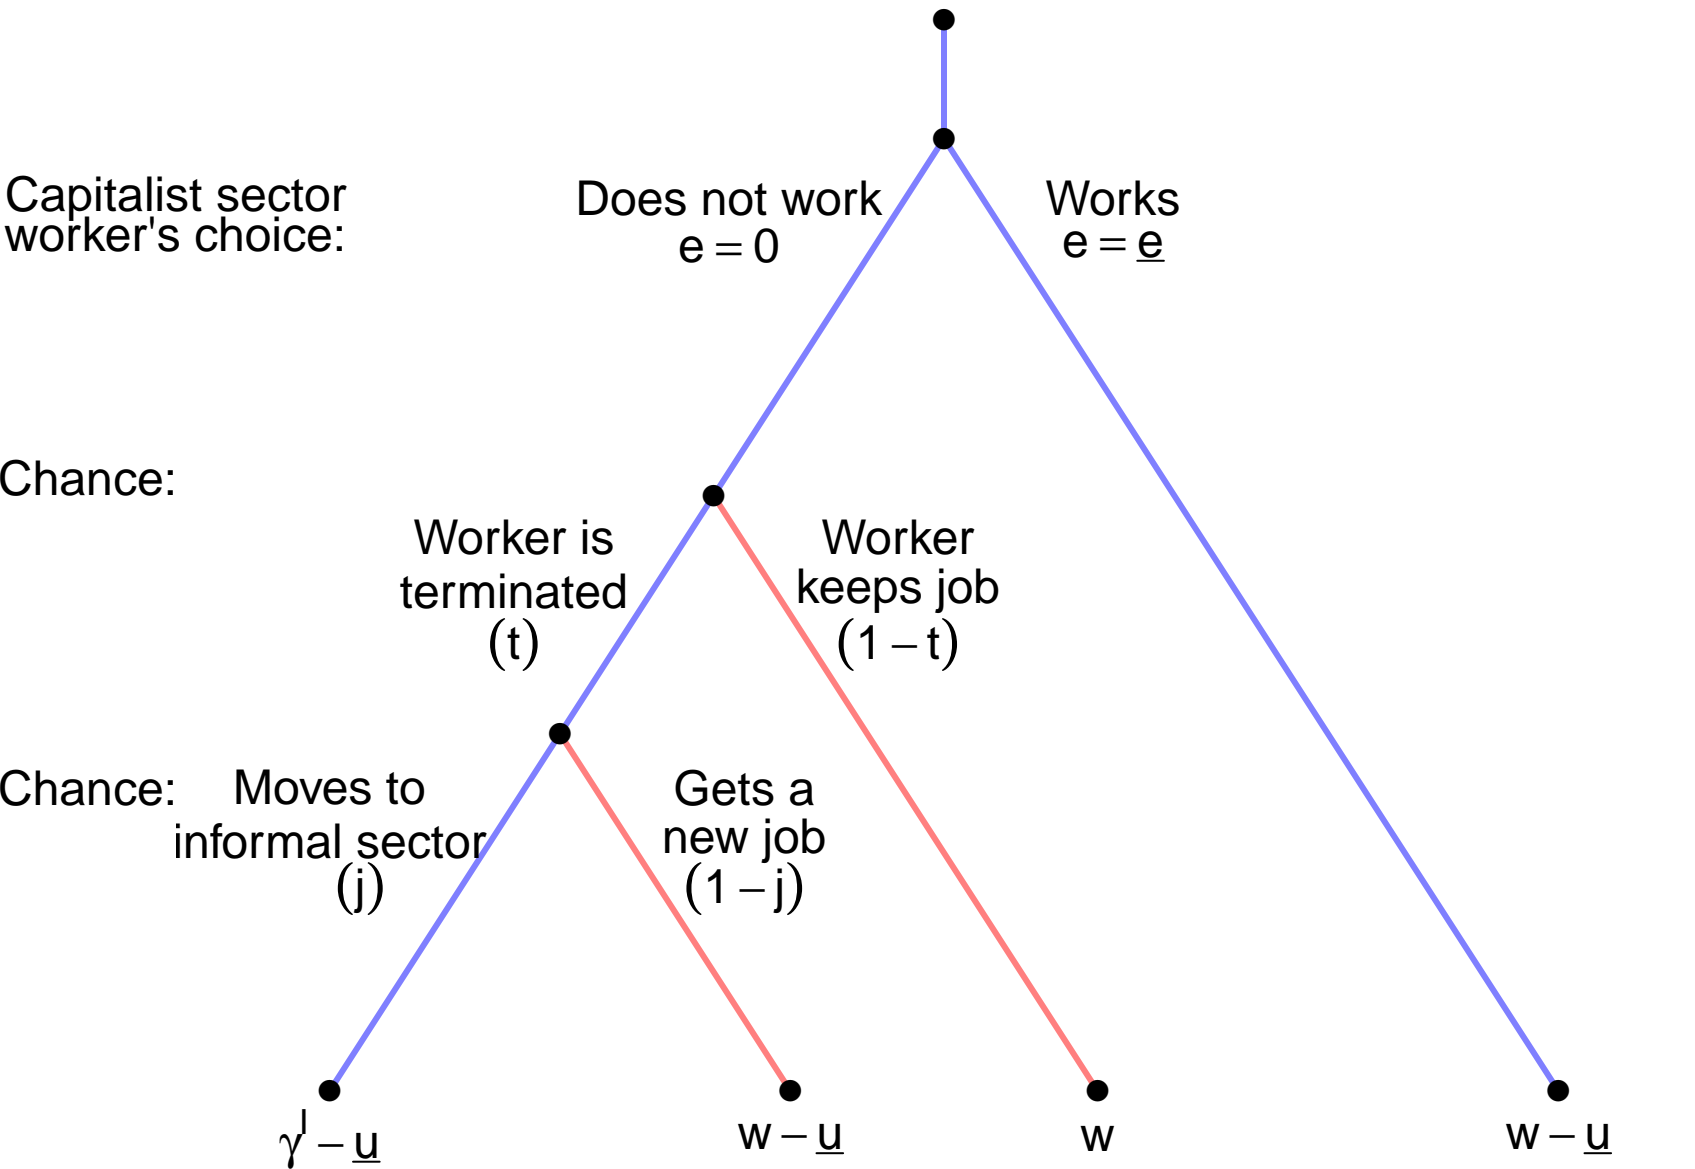 Capitalist sector
worker's choice:
Does not work
e = 0
Works
e = e̲
Chance:
Worker is
terminated
(t)
Worker
keeps job
(1 − t)
Chance:
Moves to
informal sector
(j)
Gets a
new job
(1 − j)
γᴵ − u̲
w − u̲
w
w − u̲